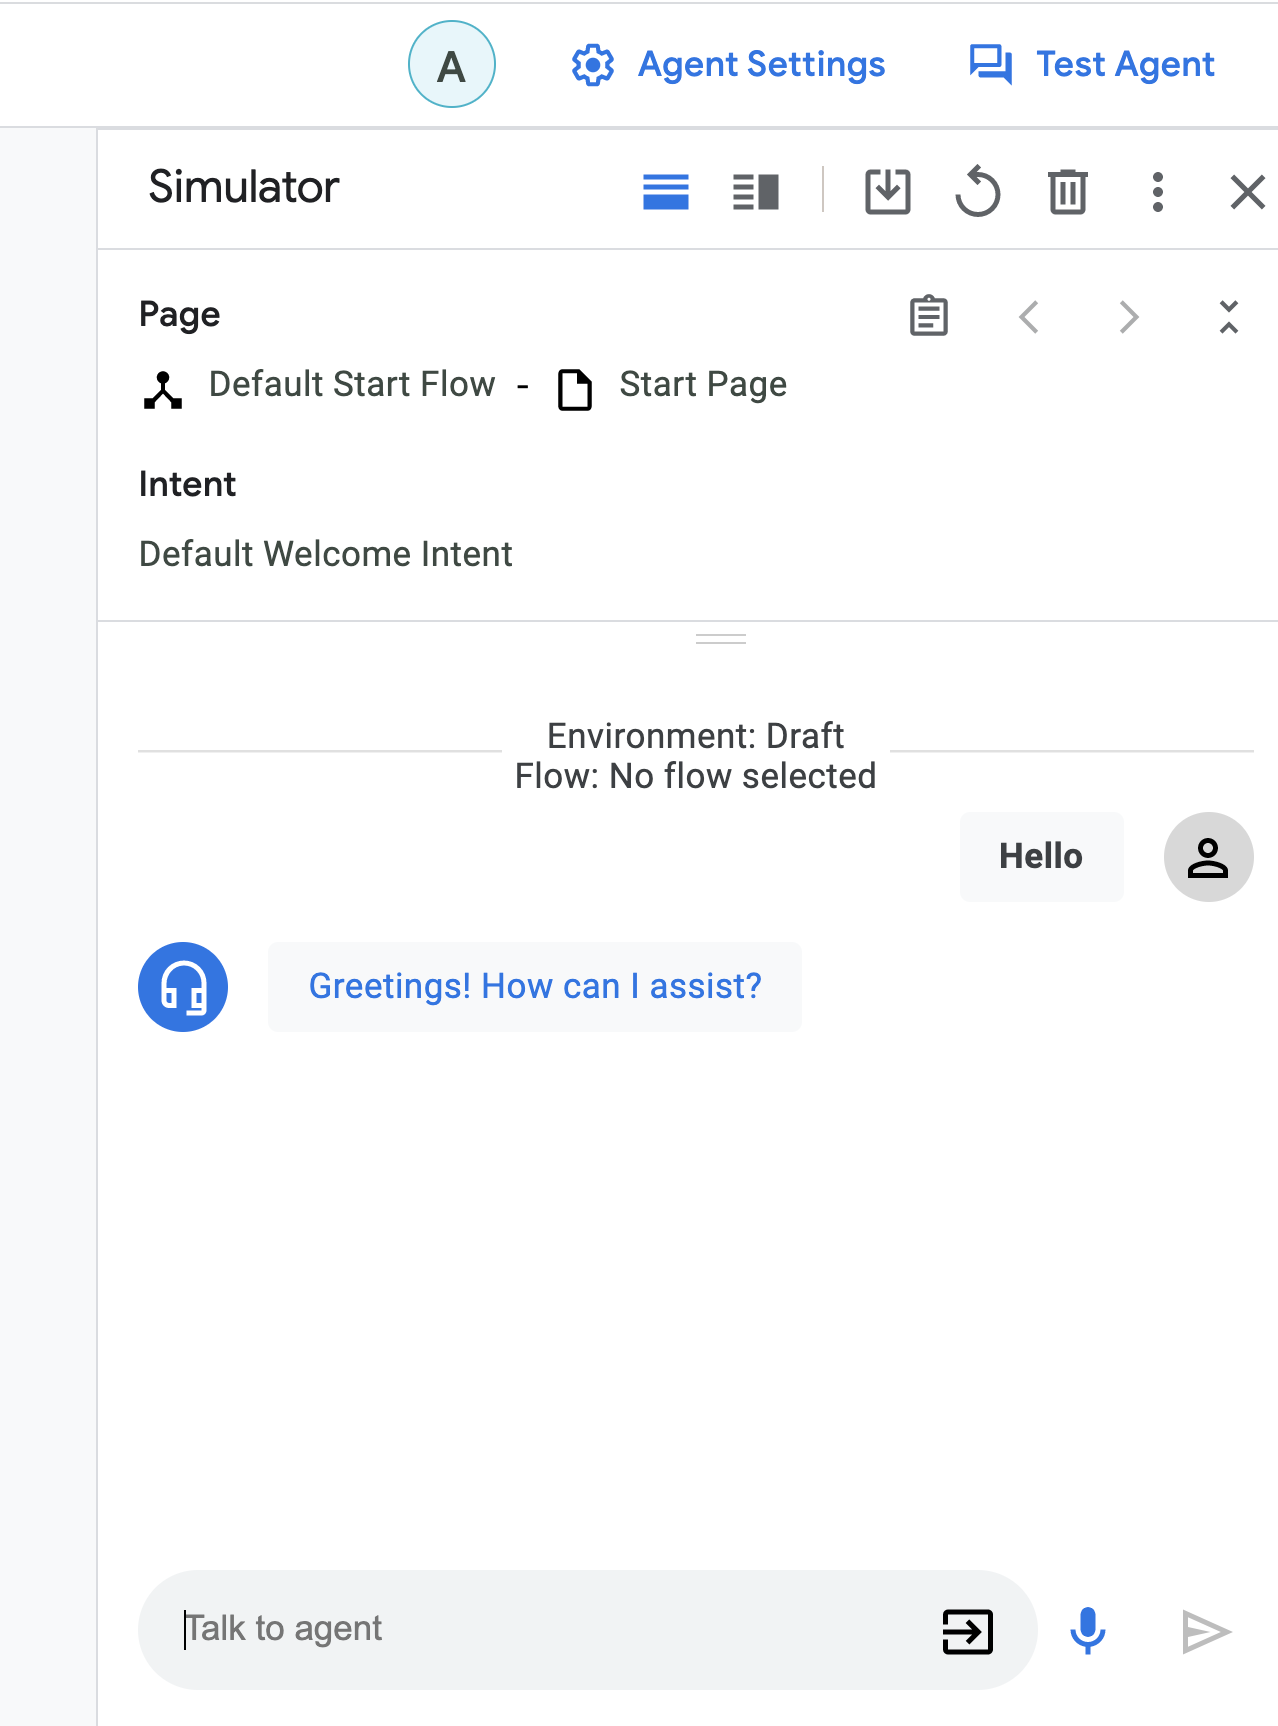 A
Agent Settings
Test Agent
Simulator
Page
Default Start Flow - Start Page
Intent
Default Welcome Intent
Environment: Draft
Flow: No flow selected
Hello
Greetings! How can I assist?
Talk to agent